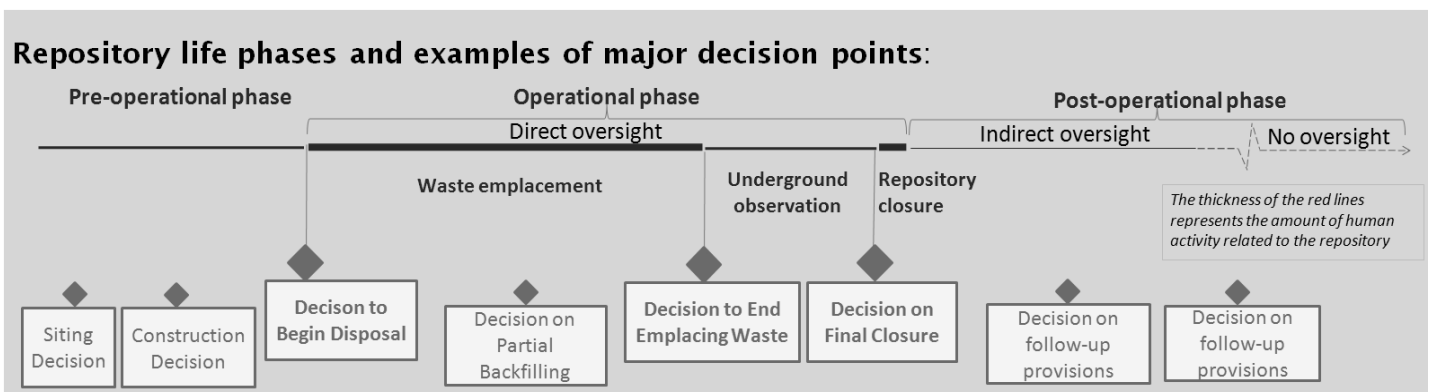 Repository life phases and examples of major decision points:
Pre-operational phase
Operational phase
Post-operational phase
Direct oversight
Indirect oversight
No oversight
Waste emplacement
Underground
observation
Repository
closure
The thickness of the red lines
represents the amount of human
activity related to the repository
Siting
Decision
Construction
Decision
Decison to
Begin Disposal
Decision on
Partial
Backfilling
Decision to End
Emplacing Waste
Decision on
Final Closure
Decision on
follow-up
provisions
Decision on
follow-up
provisions